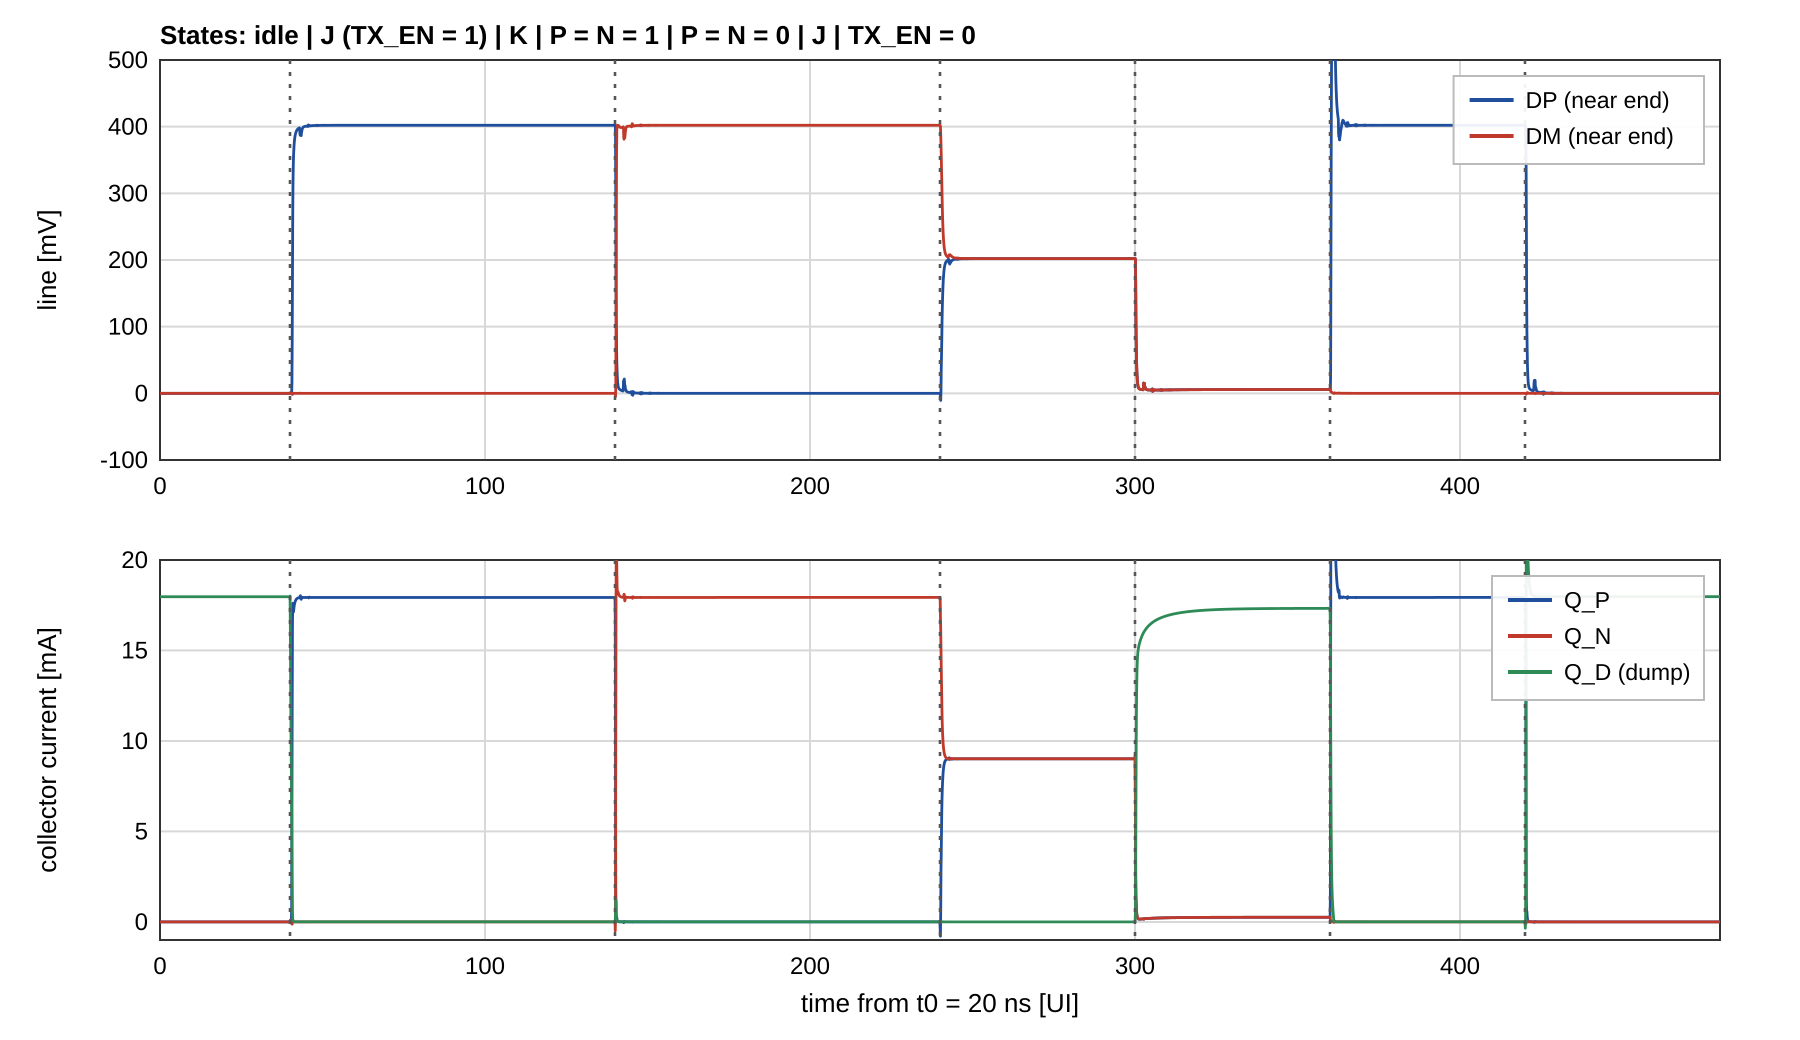 States: idle | J (TX_EN = 1) | K | P = N = 1 | P = N = 0 | J | TX_EN = 0
500
400
300
200
100
0
-100
line [mV]
DP (near end)
DM (near end)
0 100 200 300 400
20
15
10
5
0
collector current [mA]
Q_P
Q_N
Q_D (dump)
0 100 200 300 400
time from t0 = 20 ns [UI]